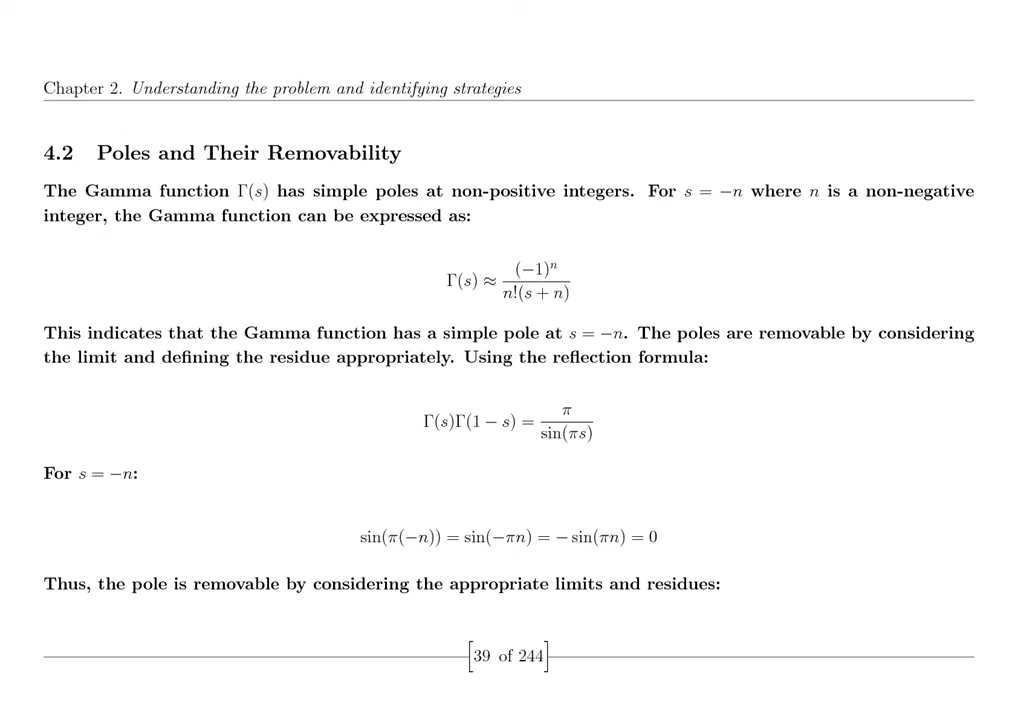 Chapter 2. Understanding the problem and identifying strategies
4.2 Poles and Their Removability
The Gamma function Γ(s) has simple poles at non-positive integers. For s = −n where n is a non-negative
integer, the Gamma function can be expressed as:
Γ(s) ≈ (−1)ⁿ / n!(s + n)
This indicates that the Gamma function has a simple pole at s = −n. The poles are removable by considering
the limit and defining the residue appropriately. Using the reflection formula:
Γ(s)Γ(1 − s) = π / sin(πs)
For s = −n:
sin(π(−n)) = sin(−πn) = − sin(πn) = 0
Thus, the pole is removable by considering the appropriate limits and residues:
[39 of 244]